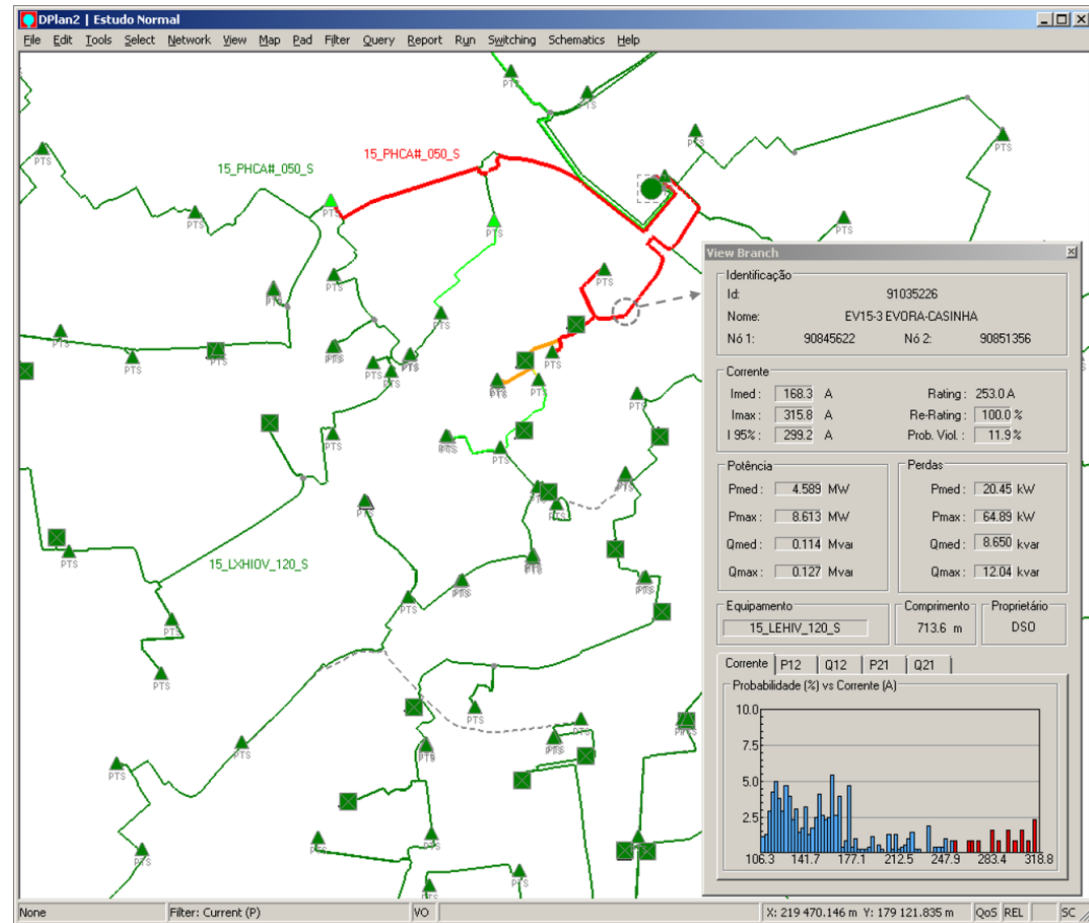 DPlan2 | Estudo Normal
File Edit Tools Select Network View Map Pad Filter Query Report Run Switching Schematics Help
15_PHCA#_050_S
15_PHCA#_050_S
15_LXHIOV_120_S
PTS
View Branch
Identificação
Id: 91035226
Nome: EV15-3 EVORA-CASINHA
Nó 1: 90845622 Nó 2: 90851356
Corrente
Imed : 168.3 A Rating : 253.0 A
Imax : 315.8 A Re-Rating : 100.0 %
I 95% : 299.2 A Prob. Viol. : 11.9 %
Potência Perdas
Pmed : 4.589 MW Pmed : 20.45 kW
Pmax : 8.613 MW Pmax : 64.89 kW
Qmed : 0.114 Mvar Qmed : 8.650 kvar
Qmax : 0.127 Mvar Qmax : 12.04 kvar
Equipamento Comprimento Proprietário
15_LEHIV_120_S 713.6 m DSO
Corrente P12 Q12 P21 Q21
Probabilidade (%) vs Corrente (A)
10.0
7.5
5.0
2.5
106.3 141.7 177.1 212.5 247.9 283.4 318.8
None Filter: Current (P) VO X: 219 470.146 m Y: 179 121.835 m QoS REL SC